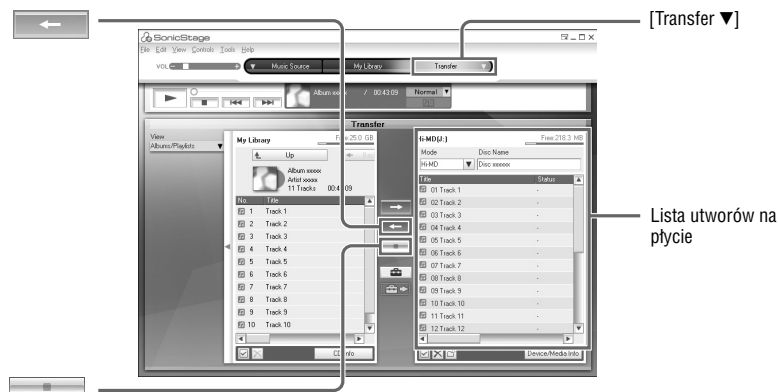 [Transfer ▼]
SonicStage
File Edit View Controls Tools Help
VOL
Music Source My Library Transfer
Album xxxxx / 00:43:09 Normal
Transfer
View
Albums/Playlists
My Library Free 25.0 GB
Up
Album xxxxx
Artist xxxxx
11 Tracks
No. Title
1 Track 1
2 Track 2
3 Track 3
4 Track 4
5 Track 5
6 Track 6
7 Track 7
8 Track 8
9 Track 9
10 Track 10
CD Info
Hi-MD(J:) Free 218.3 MB
Mode Disc Name
Hi-MD Disc xxxxxx
Title Status
01 Track 1 -
02 Track 2 -
03 Track 3 -
04 Track 4 -
05 Track 5 -
06 Track 6 -
07 Track 7 -
08 Track 8 -
09 Track 9 -
10 Track 10 -
11 Track 11 -
12 Track 12 -
Device/Media Info
Lista utworów na
płycie